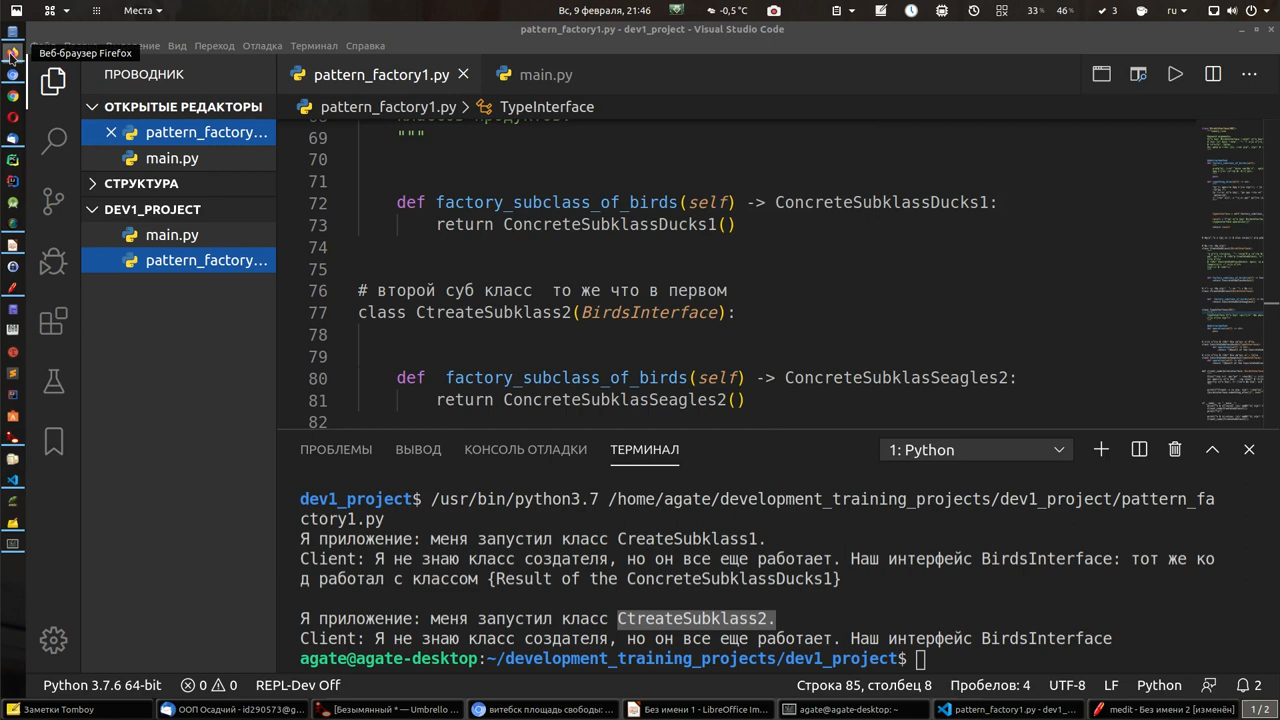 Места
Вс, 9 февраля, 21:46
-0,5 °C
33%
46%
3
ru
pattern_factory1.py - dev1_project - Visual Studio Code
Вид Переход Отладка Терминал Справка
Веб-браузер Firefox
ПРОВОДНИК
pattern_factory1.py
main.py
ОТКРЫТЫЕ РЕДАКТОРЫ
pattern_factory1.py > TypeInterface
pattern_factory...
main.py
СТРУКТУРА
DEV1_PROJECT
main.py
pattern_factory...
69 """
70
71
72 def factory_subclass_of_birds(self) -> ConcreteSubklassDucks1:
73 return ConcreteSubklassDucks1()
74
75
76 # второй суб класс то же что в первом
77 class CtreateSubklass2(BirdsInterface):
78
79
80 def factory_subclass_of_birds(self) -> ConcreteSubklasSeagles2:
81 return ConcreteSubklasSeagles2()
82
ПРОБЛЕМЫ ВЫВОД КОНСОЛЬ ОТЛАДКИ ТЕРМИНАЛ
1: Python
dev1_project$ /usr/bin/python3.7 /home/agate/development_training_projects/dev1_project/pattern_fa
ctory1.py
Я приложение: меня запустил класс CreateSubklass1.
Client: Я не знаю класс создателя, но он все еще работает. Наш интерфейс BirdsInterface: тот же ко
д работал с классом {Result of the ConcreteSubklassDucks1}
Я приложение: меня запустил класс CtreateSubklass2.
Client: Я не знаю класс создателя, но он все еще работает. Наш интерфейс BirdsInterface
agate@agate-desktop:~/development_training_projects/dev1_project$
Python 3.7.6 64-bit
0
0
REPL-Dev Off
Строка 85, столбец 8
Пробелов: 4
UTF-8
LF
Python
2
Заметки Tomboy
ООП Осадчий - id290573@g...
[Безымянный * — Umbrello ...
витебск площадь свободы: ...
Без имени 1 - LibreOffice Im...
agate@agate-desktop: ~
pattern_factory1.py - dev1_...
medit - Без имени 2 [изменён]
1 / 2